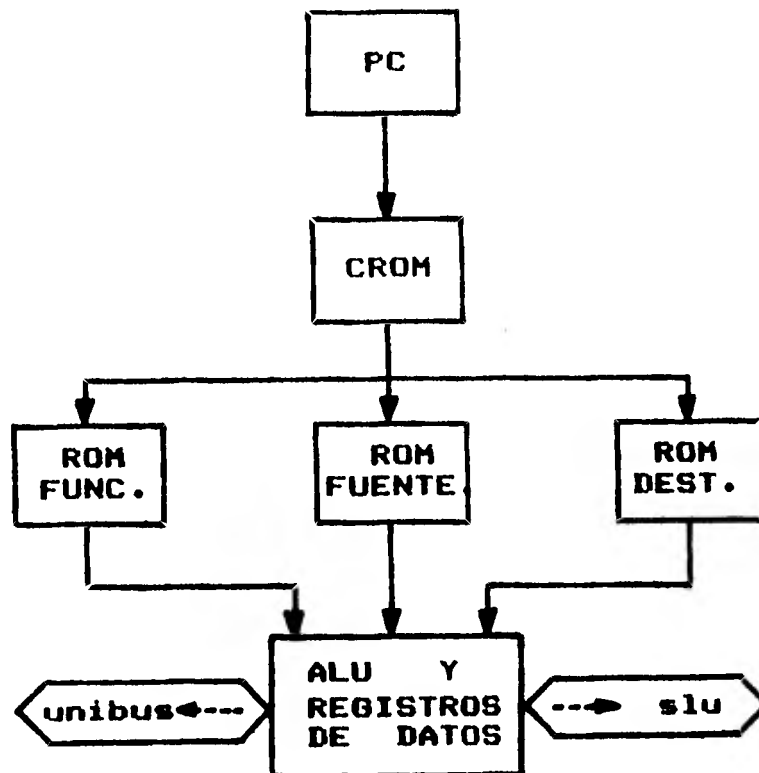 PC
CROM
ROM
FUNC.
ROM
FUENTE.
ROM
DEST.
ALU Y
REGISTROS
DE DATOS
unibus
slu